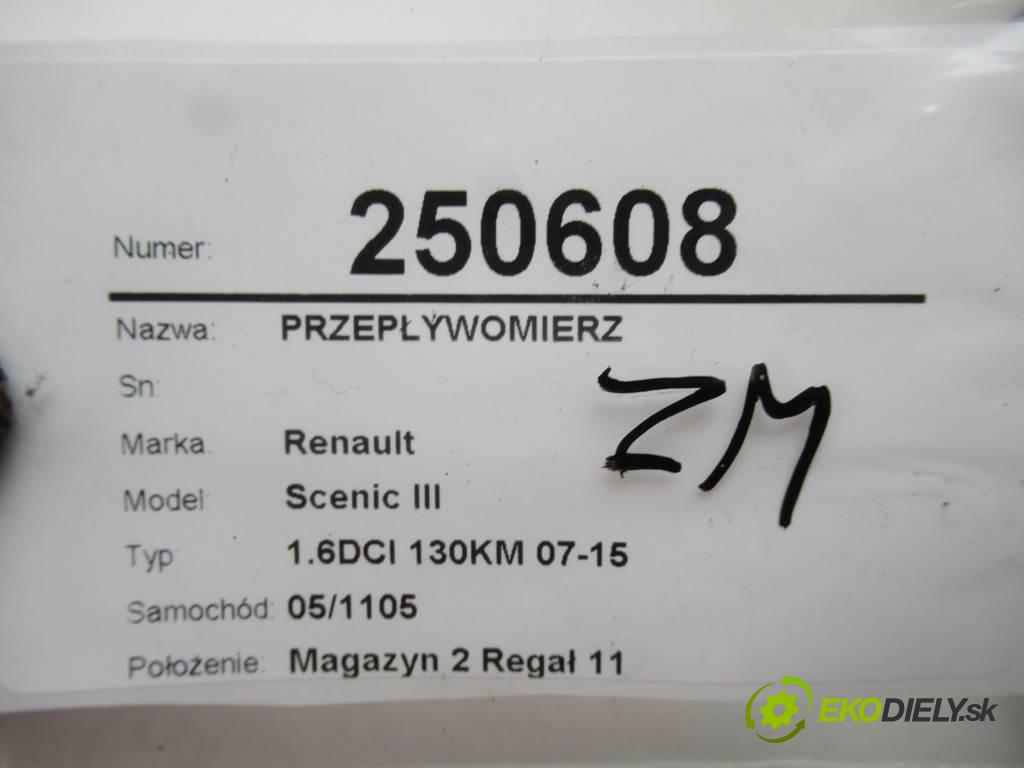 Numer: 250608
Nazwa: PRZEPŁYWOMIERZ
Sn:
Marka: Renault
Model: Scenic III
Typ: 1.6DCI 130KM 07-15
Samochód: 05/1105
Położenie: Magazyn 2 Regał 11
ZM
EKODIELY.sk